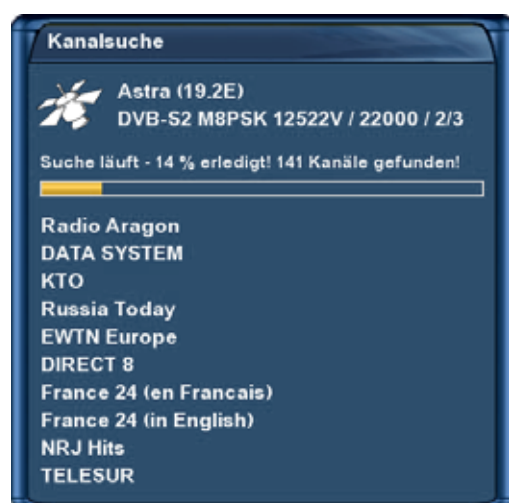 Kanalsuche
Astra (19.2E)
DVB-S2 M8PSK 12522V / 22000 / 2/3
Suche läuft - 14 % erledigt! 141 Kanäle gefunden!
Radio Aragon
DATA SYSTEM
KTO
Russia Today
EWTN Europe
DIRECT 8
France 24 (en Francais)
France 24 (in English)
NRJ Hits
TELESUR